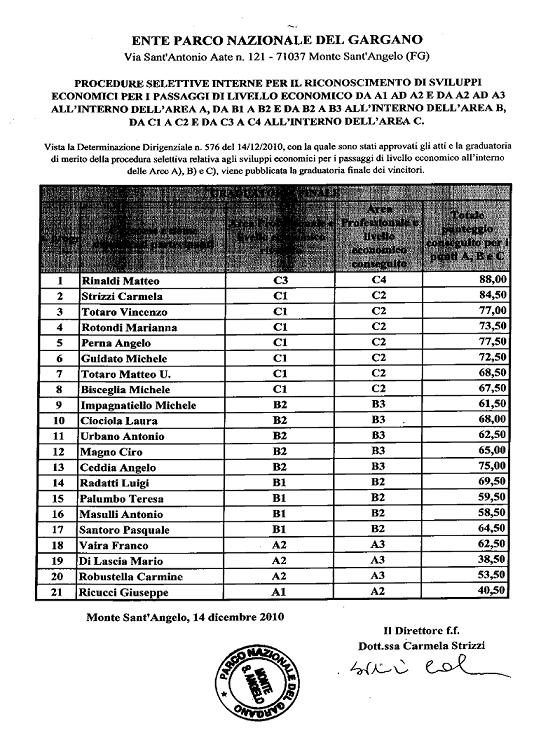 ENTE PARCO NAZIONALE DEL GARGANO
Via Sant'Antonio Aate n. 121 - 71037 Monte Sant'Angelo (FG)
PROCEDURE SELETTIVE INTERNE PER IL RICONOSCIMENTO DI SVILUPPI
ECONOMICI PER I PASSAGGI DI LIVELLO ECONOMICO DA A1 AD A2 E DA A2 AD A3
ALL'INTERNO DELL'AREA A, DA B1 A B2 E DA B2 A B3 ALL'INTERNO DELL'AREA B,
DA C1 A C2 E DA C3 A C4 ALL'INTERNO DELL'AREA C.
Vista la Determinazione Dirigenziale n. 576 del 14/12/2010, con la quale sono stati approvati gli atti e la graduatoria
di merito della procedura selettiva relativa agli sviluppi economici per i passaggi di livello economico all'interno
delle Aree A), B) e C), viene pubblicata la graduatoria finale dei vincitori.
GRADUATORIA FINALE
Area
Professionale e
livello
economico
conseguito
Totale
punteggio
conseguito per i
punti A, B e C
1 Rinaldi Matteo C3 C4 88,00
2 Strizzi Carmela C1 C2 84,50
3 Totaro Vincenzo C1 C2 77,00
4 Rotondi Marianna C1 C2 73,50
5 Perna Angelo C1 C2 77,50
6 Guidato Michele C1 C2 72,50
7 Totaro Matteo U. C1 C2 68,50
8 Bisceglia Michele C1 C2 67,50
9 Impagnatiello Michele B2 B3 61,50
10 Ciociola Laura B2 B3 68,00
11 Urbano Antonio B2 B3 62,50
12 Magno Ciro B2 B3 65,00
13 Ceddia Angelo B2 B3 75,00
14 Radatti Luigi B1 B2 69,50
15 Palumbo Teresa B1 B2 59,50
16 Masulli Antonio B1 B2 58,50
17 Santoro Pasquale B1 B2 64,50
18 Vaira Franco A2 A3 62,50
19 Di Lascia Mario A2 A3 38,50
20 Robustella Carmine A2 A3 53,50
21 Ricucci Giuseppe A1 A2 40,50
Monte Sant'Angelo, 14 dicembre 2010
Il Direttore f.f.
Dott.ssa Carmela Strizzi
PARCO NAZIONALE DEL GARGANO
MONTE
S. ANGELO